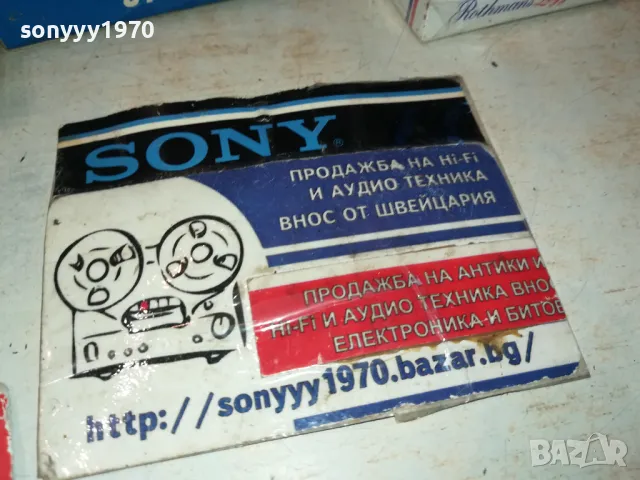 sonyyy1970
Rothmans
SONY®
ПРОДАЖБА НА Hi-Fi
И АУДИО ТЕХНИКА
ВНОС ОТ ШВЕЙЦАРИЯ
ПРОДАЖБА НА АНТИКИ И
Hi-Fi И АУДИО ТЕХНИКА ВНОС
ЕЛЕКТРОНИКА И БИТОВ
http://sonyyy1970.bazar.bg/
BAZAR
bg